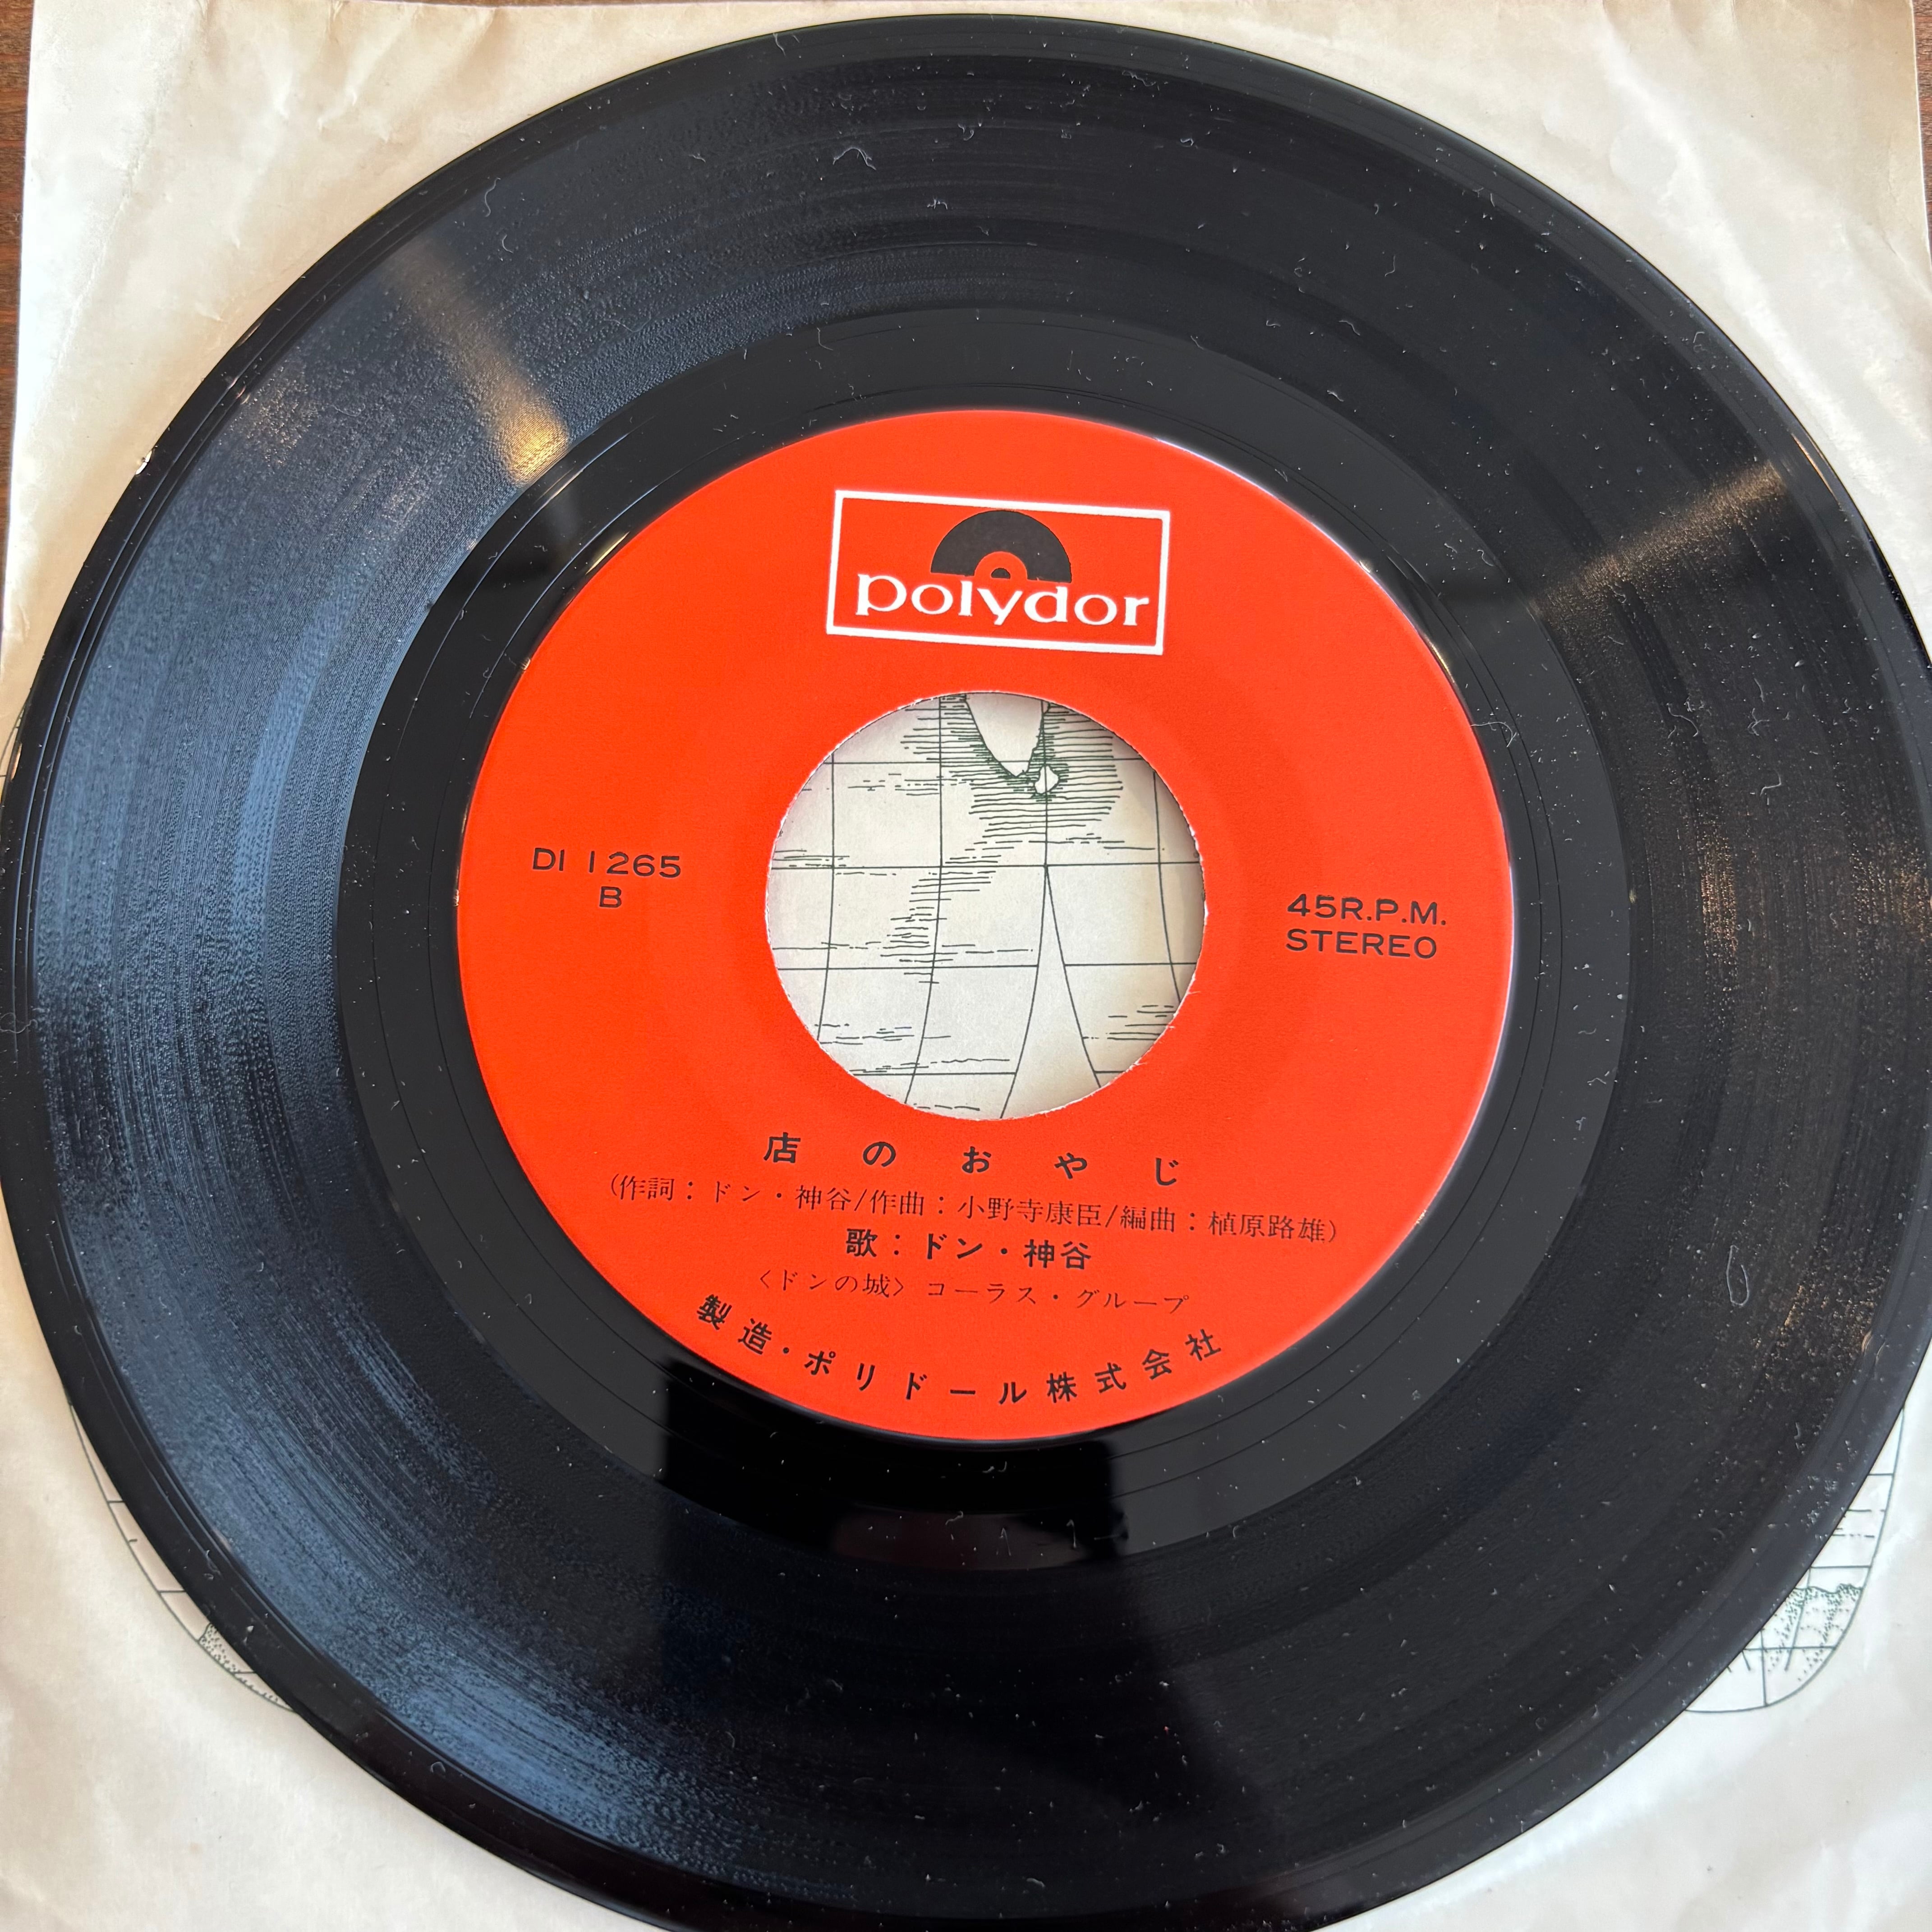 polydor
DI 1265
B
45R.P.M.
STEREO
店のおやじ
(作詞：ドン・神谷/作曲：小野寺康臣/編曲：植原路雄)
歌：ドン・神谷
〈ドンの城〉コーラス・グループ
製造・ポリドール株式会社